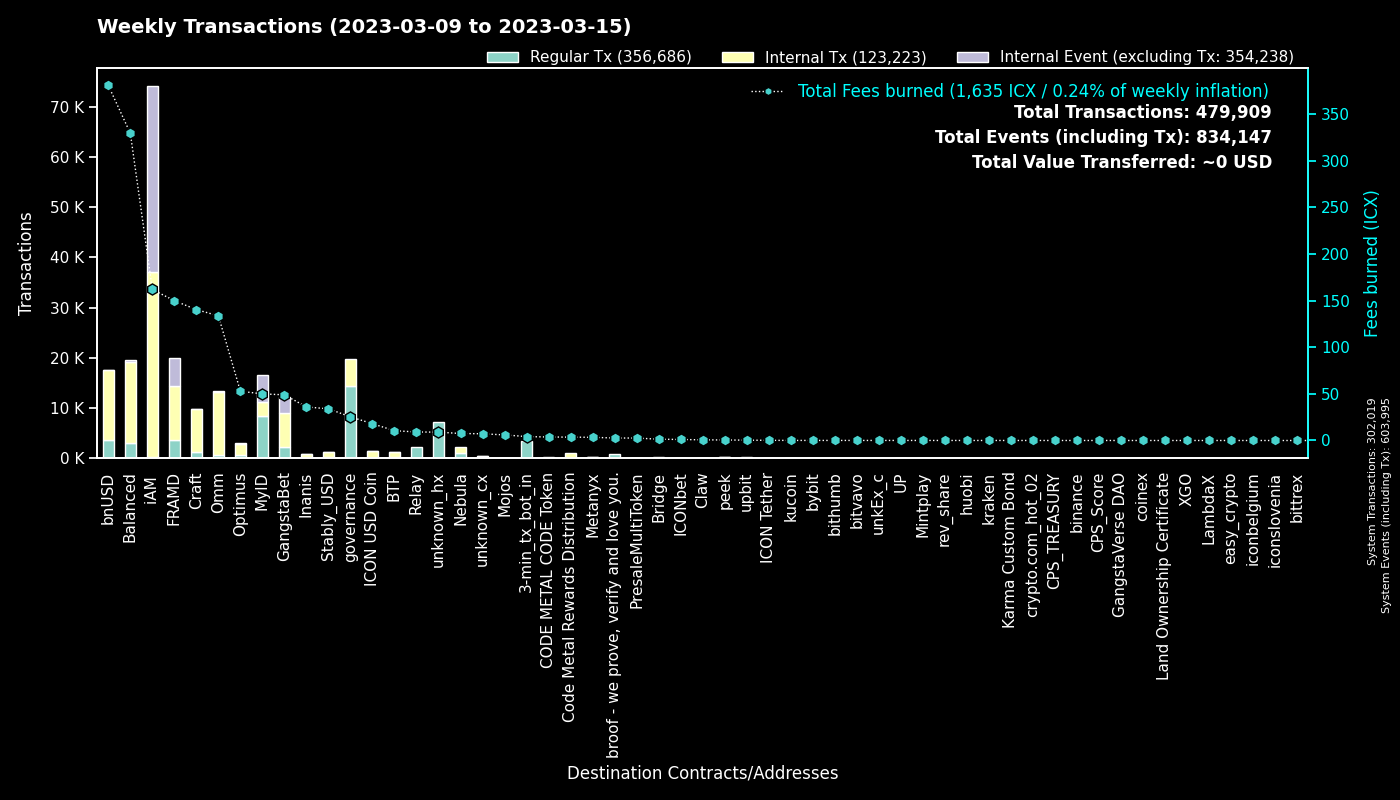 Weekly Transactions (2023-03-09 to 2023-03-15)
Regular Tx (356,686)
Internal Tx (123,223)
Internal Event (excluding Tx: 354,238)
Total Fees burned (1,635 ICX / 0.24% of weekly inflation)
Total Transactions: 479,909
Total Events (including Tx): 834,147
Total Value Transferred: ~0 USD
Transactions
70 K
60 K
50 K
40 K
30 K
20 K
10 K
0 K
350
300
250
200
150
100
50
0
Fees burned (ICX)
System Transactions: 302,019
System Events (including Tx): 603,995
bnUSD
Balanced
iAM
FRAMD
Craft
Omm
Optimus
MyID
GangstaBet
Inanis
Stably_USD
governance
ICON USD Coin
BTP
Relay
unknown_hx
Nebula
unknown_cx
Mojos
3-min_tx_bot_in
CODE METAL CODE Token
Code Metal Rewards Distribution
Metanyx
broof - we prove, verify and love you.
PresaleMultiToken
Bridge
ICONbet
Claw
peek
upbit
ICON Tether
kucoin
bybit
bithumb
bitvavo
unkEx_c
UP
Mintplay
rev_share
huobi
kraken
Karma Custom Bond
crypto.com_hot_02
CPS_TREASURY
binance
CPS_Score
GangstaVerse DAO
coinex
Land Ownership Certificate
XGO
LambdaX
easy_crypto
iconbelgium
iconslovenia
bittrex
Destination Contracts/Addresses